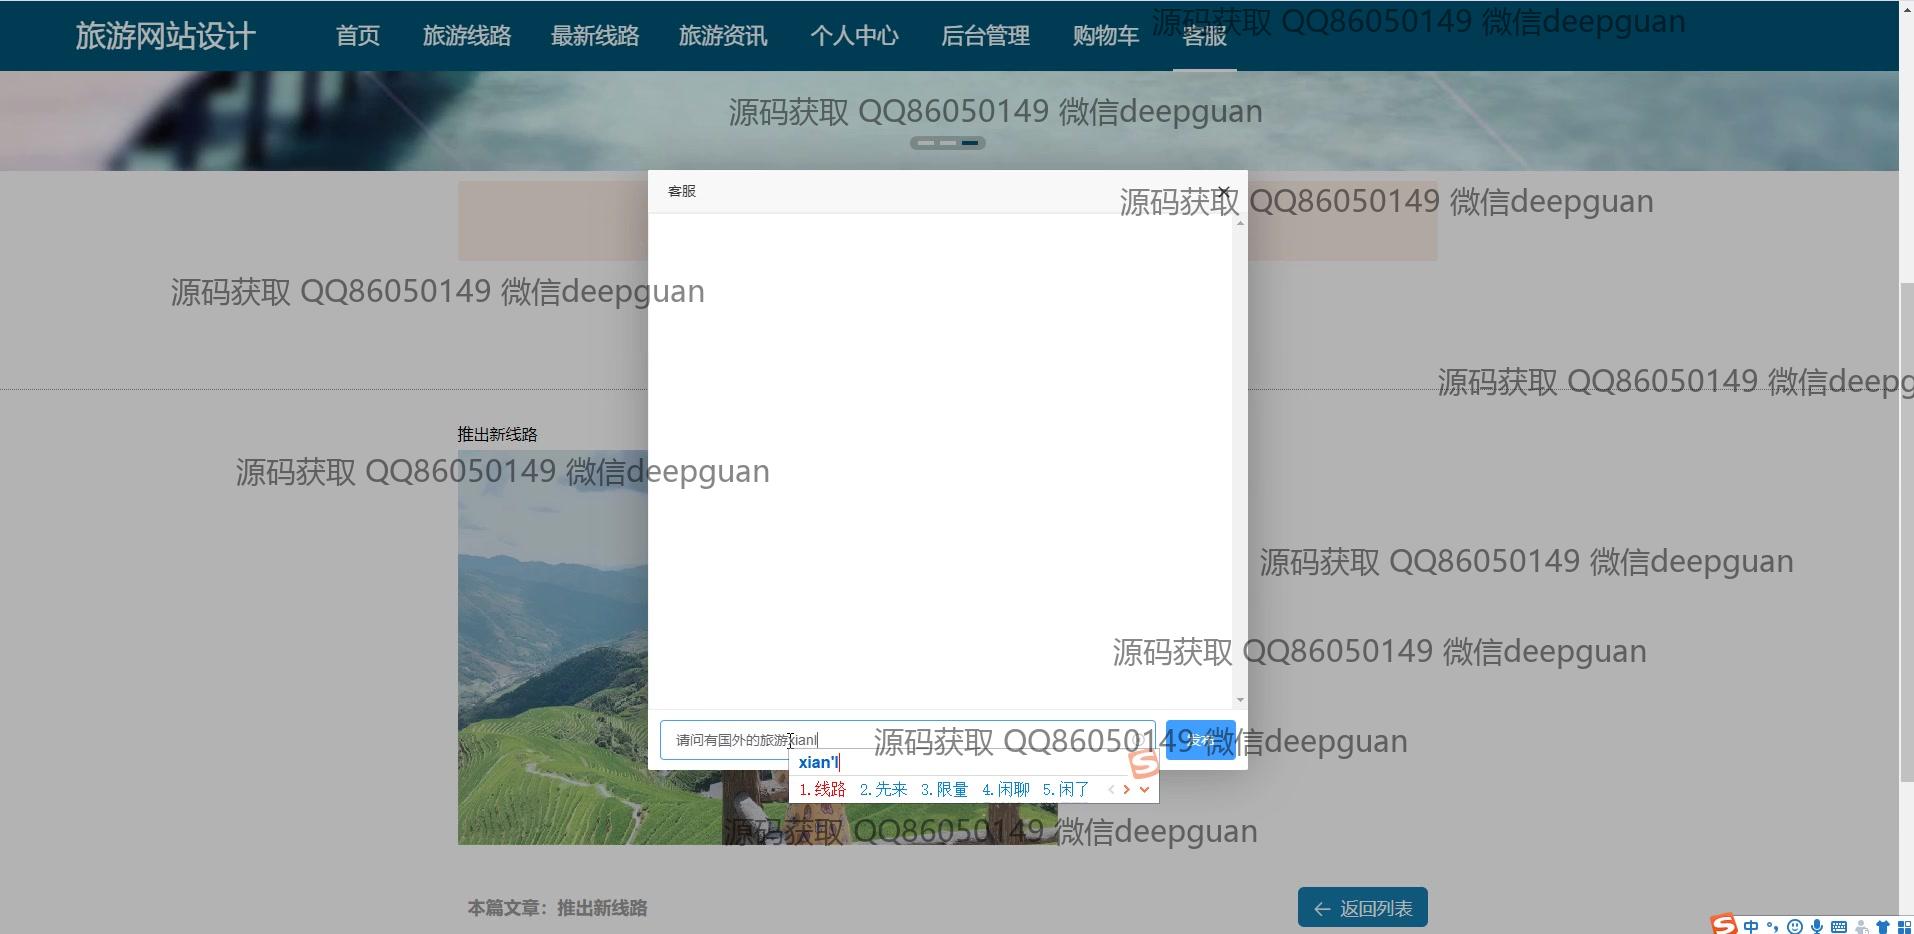 旅游网站设计 首页 旅游线路 最新线路 旅游资讯 个人中心 后台管理 购物车 客服
源码获取 QQ86050149 微信deepguan
源码获取 QQ86050149 微信deepguan
客服
源码获取 QQ86050149 微信deepguan
源码获取 QQ86050149 微信deepguan
源码获取 QQ86050149 微信deepg
推出新线路
源码获取 QQ86050149 微信deepguan
源码获取 QQ86050149 微信deepguan
源码获取 QQ86050149 微信deepguan
请问有国外的旅游xianl
源码获取 QQ86050149 微信deepguan
发布
xian'l
1.线路 2.先来 3.限量 4.闲聊 5.闲了
源码获取 QQ86050149 微信deepguan
本篇文章：推出新线路
← 返回列表
中